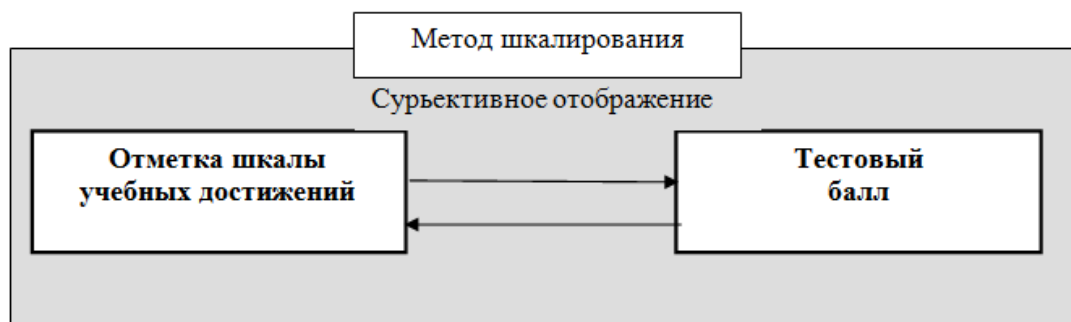 Метод шкалирования
Сурьективное отображение
Отметка шкалы
учебных достижений
Тестовый
балл